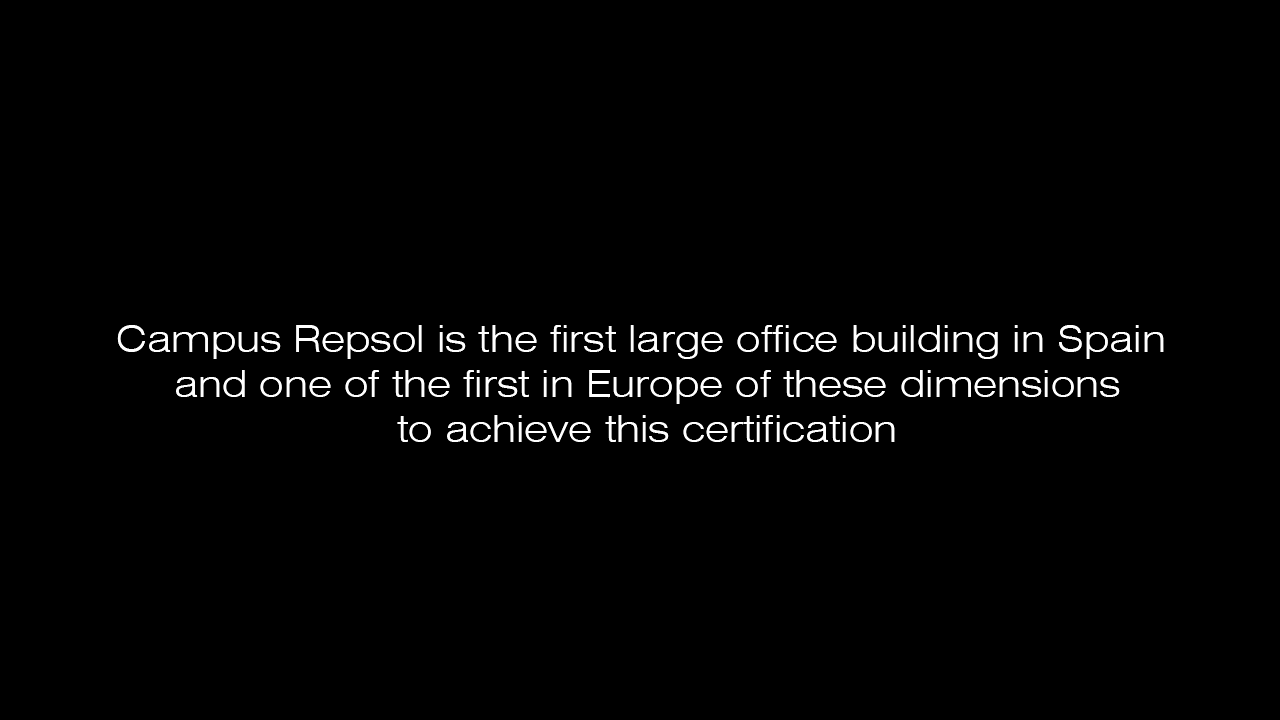 Campus Repsol is the first large office building in Spain
and one of the first in Europe of these dimensions
to achieve this certification